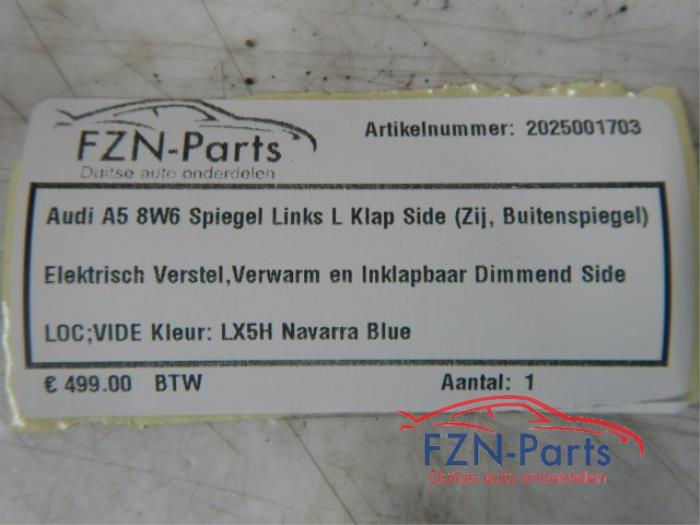 FZN-Parts
Duitse auto onderdelen
Artikelnummer: 2025001703
Audi A5 8W6 Spiegel Links L Klap Side (Zij, Buitenspiegel)
Elektrisch Verstel,Verwarm en Inklapbaar Dimmend Side
LOC;VIDE Kleur: LX5H Navarra Blue
€ 499.00 BTW Aantal: 1
FZN-Parts
Duitse auto onderdelen